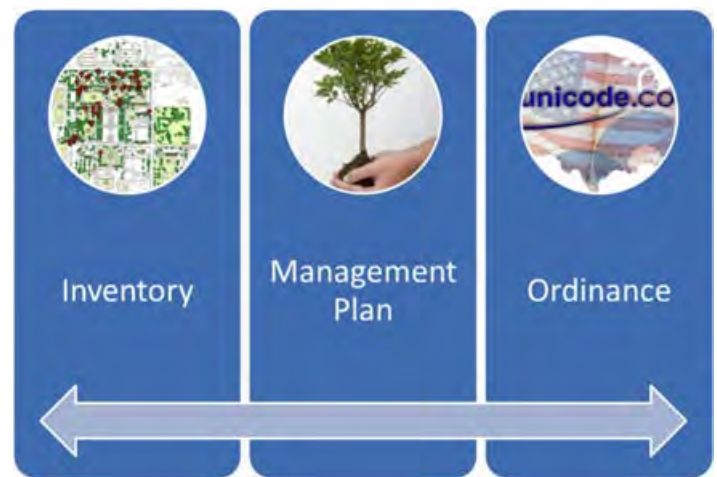 unicode.co
Inventory
Management
Plan
Ordinance